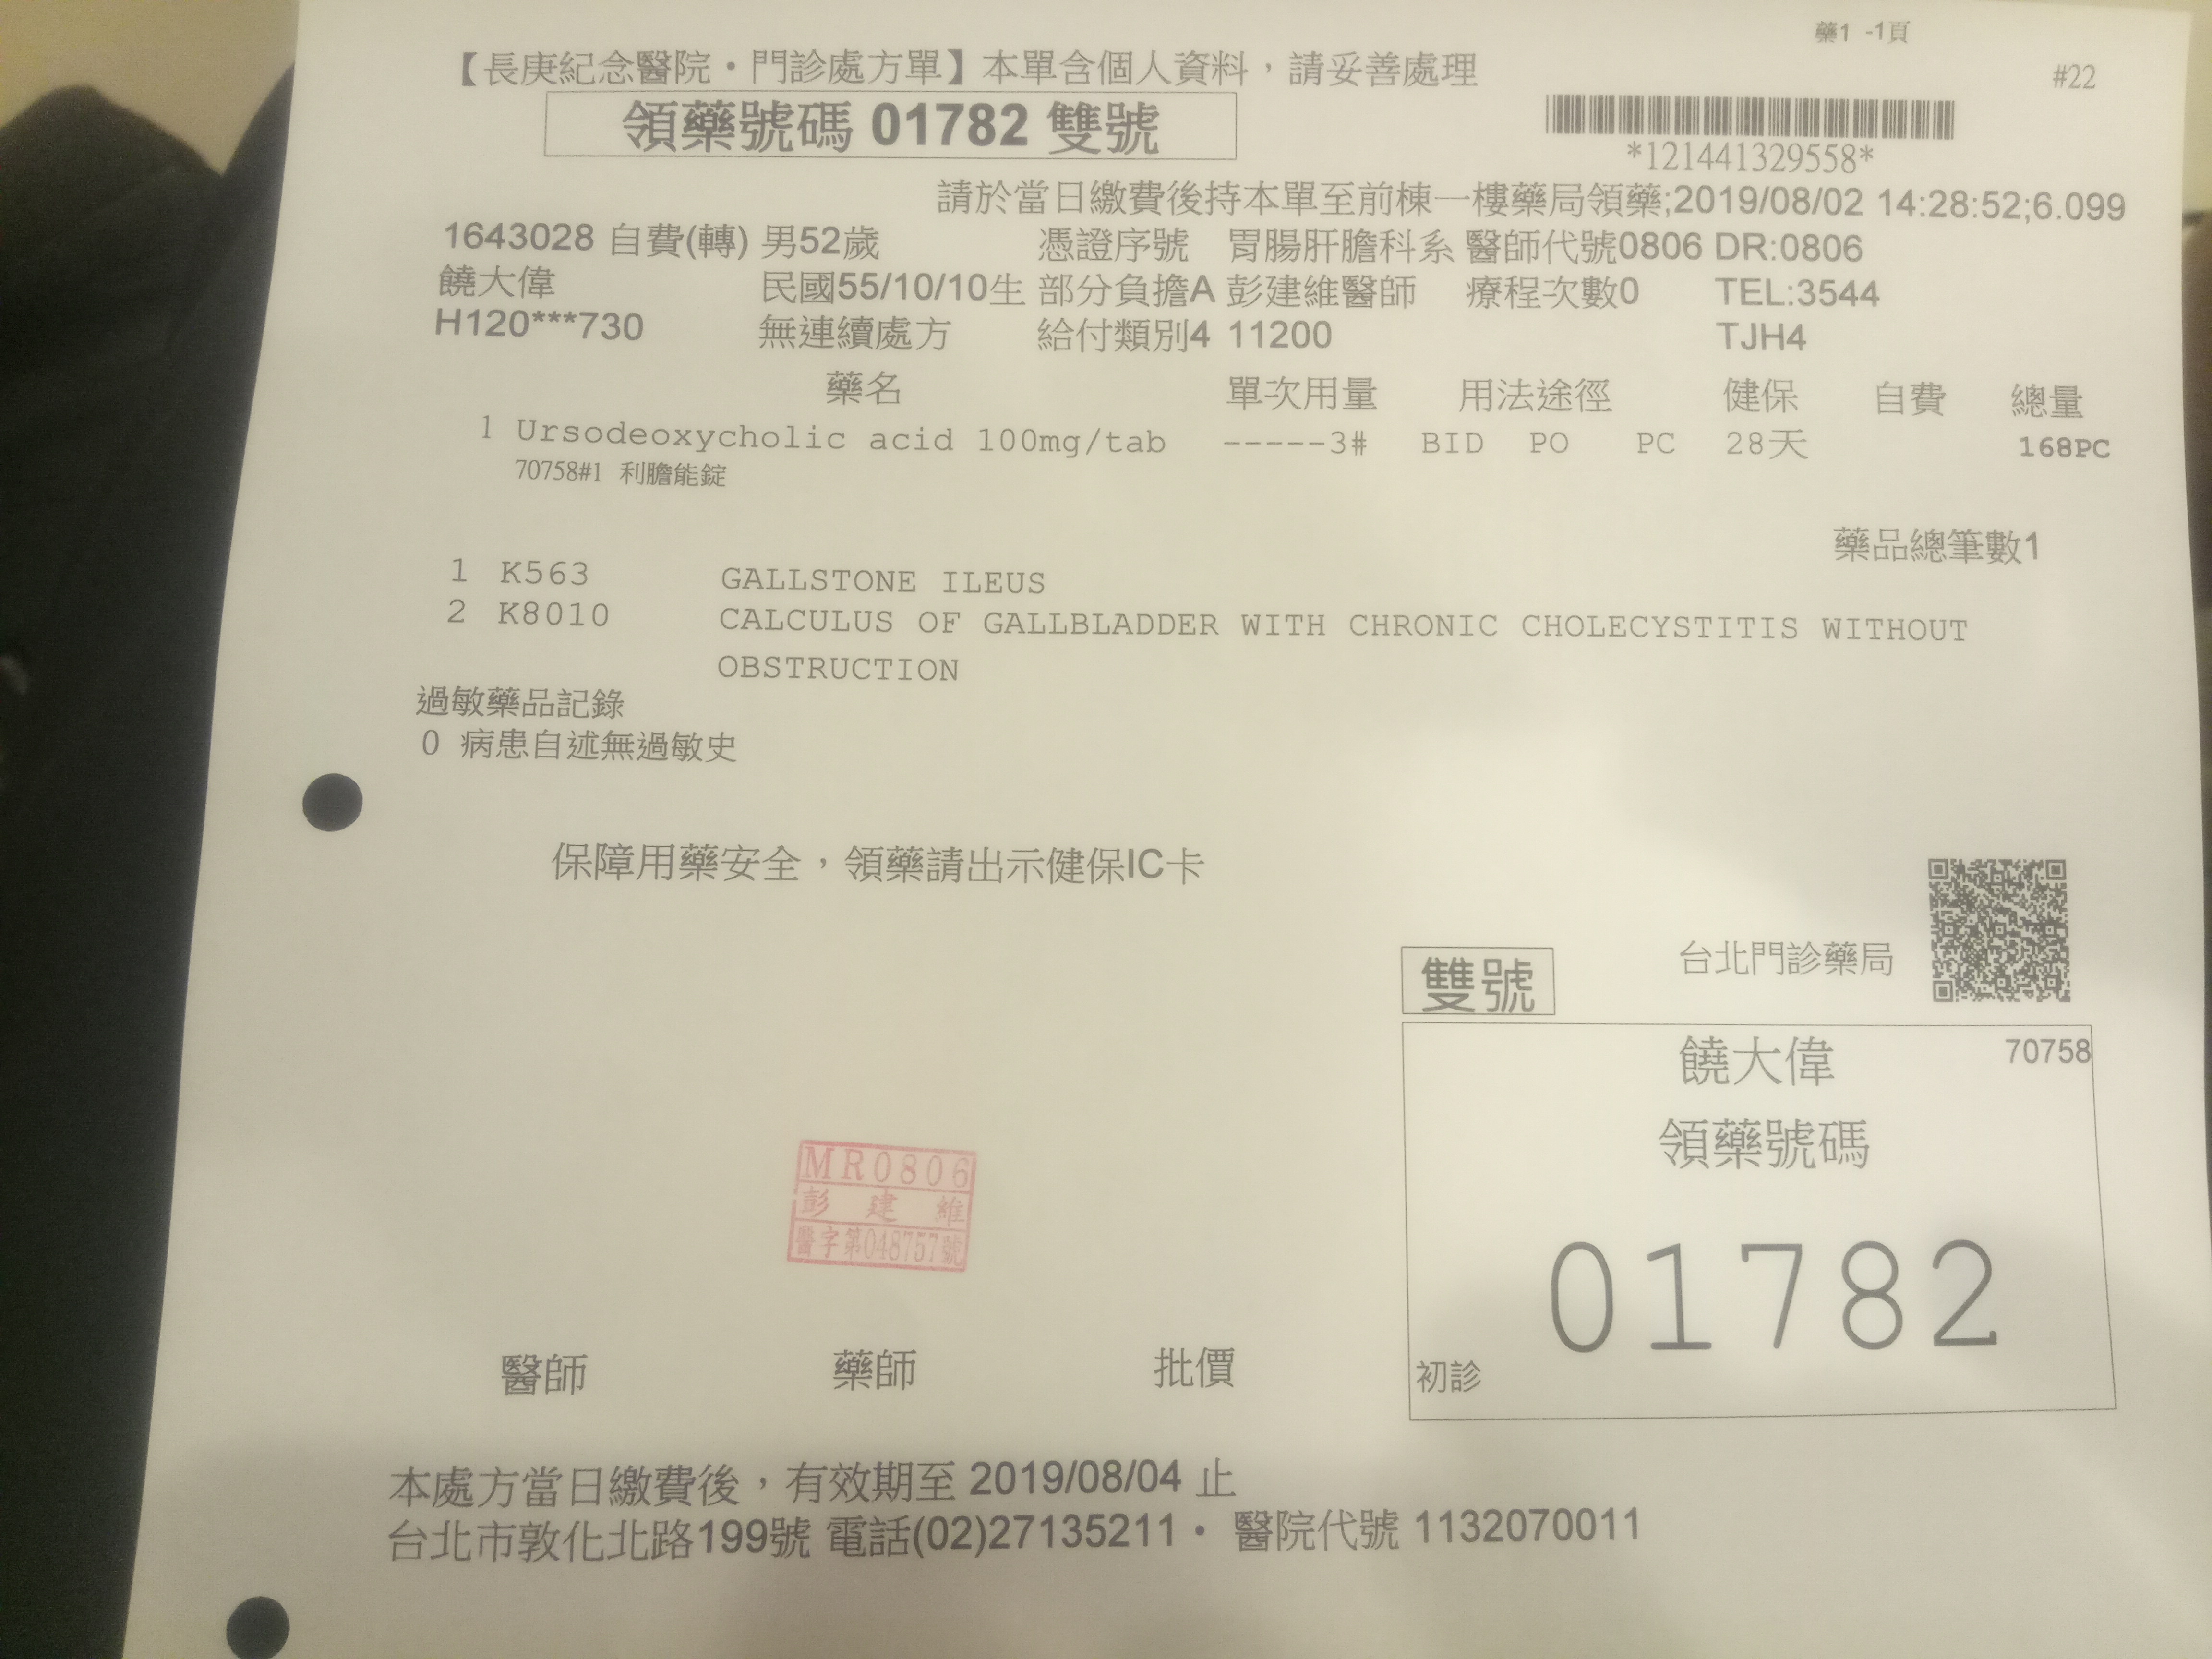 藥1 -1頁
【長庚紀念醫院·門診處方單】本單含個人資料，請妥善處理
#22
領藥號碼 01782 雙號
*121441329558*
請於當日繳費後持本單至前棟一樓藥局領藥;2019/08/02 14:28:52;6.099
1643028 自費(轉) 男52歲 憑證序號 胃腸肝膽科系 醫師代號0806 DR:0806
饒大偉 民國55/10/10生 部分負擔A 彭建維醫師 療程次數0 TEL:3544
H120***730 無連續處方 給付類別4 11200 TJH4
藥名 單次用量 用法途徑 健保 自費 總量
1 Ursodeoxycholic acid 100mg/tab -----3# BID PO PC 28天 168PC
70758#1 利膽能錠
藥品總筆數1
1 K563 GALLSTONE ILEUS
2 K8010 CALCULUS OF GALLBLADDER WITH CHRONIC CHOLECYSTITIS WITHOUT
OBSTRUCTION
過敏藥品記錄
0 病患自述無過敏史
保障用藥安全，領藥請出示健保IC卡
雙號 台北門診藥局
饒大偉 70758
領藥號碼
01782
初診
MR0806
彭建維
醫字第048757號
醫師 藥師 批價
本處方當日繳費後，有效期至 2019/08/04 止
台北市敦化北路199號 電話(02)27135211· 醫院代號 1132070011